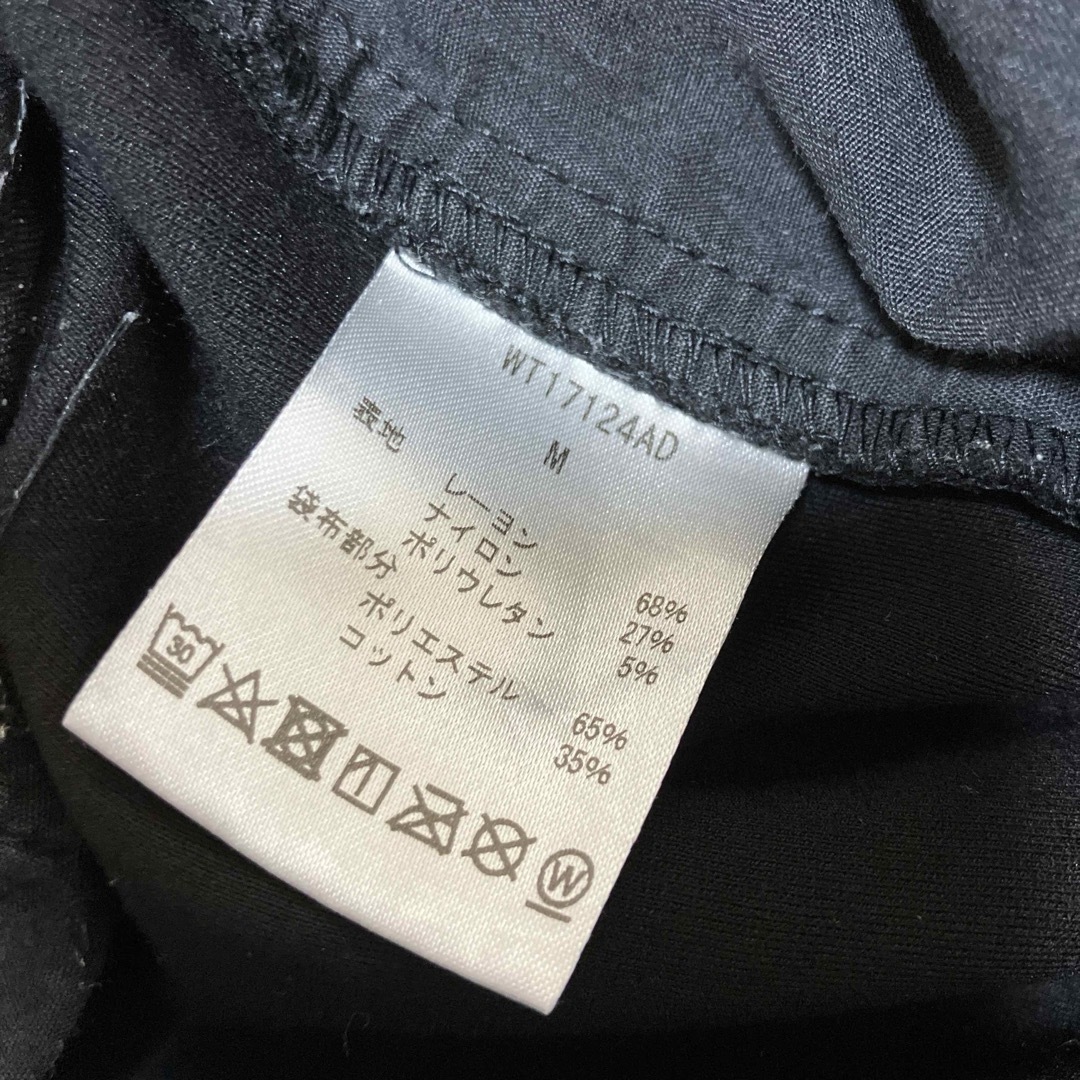 WT17124AD
M
表地
レーヨン 68%
ナイロン 27%
ポリウレタン 5%
袋布部分
ポリエステル 65%
コットン 35%
30
W